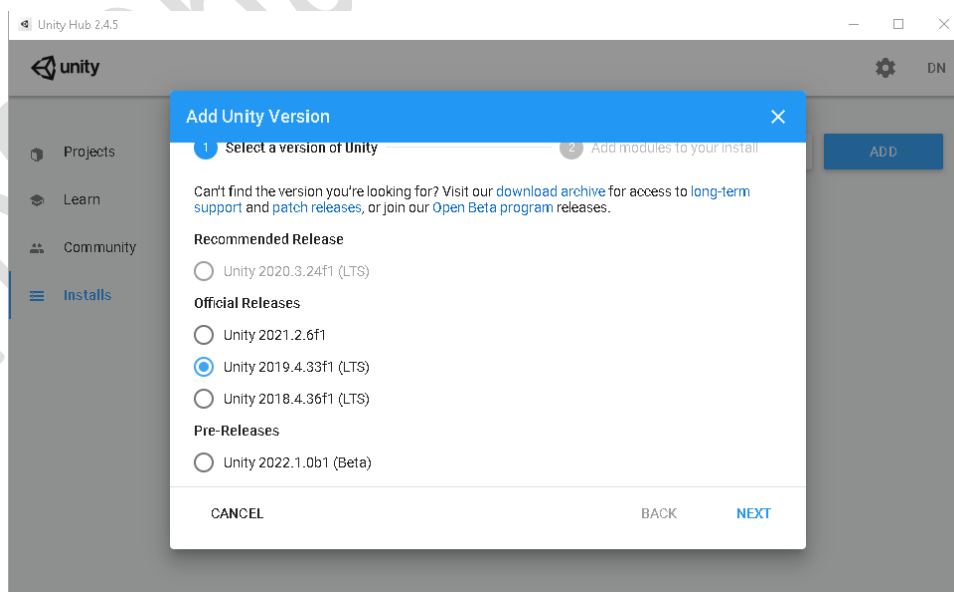 Unity Hub 2.4.5
unity
DN
Add Unity Version
Projects
1 Select a version of Unity
2 Add modules to your install
ADD
Learn
Can't find the version you're looking for? Visit our download archive for access to long-term
support and patch releases, or join our Open Beta program releases.
Community
Recommended Release
Unity 2020.3.24f1 (LTS)
Installs
Official Releases
Unity 2021.2.6f1
Unity 2019.4.33f1 (LTS)
Unity 2018.4.36f1 (LTS)
Pre-Releases
Unity 2022.1.0b1 (Beta)
CANCEL
BACK
NEXT